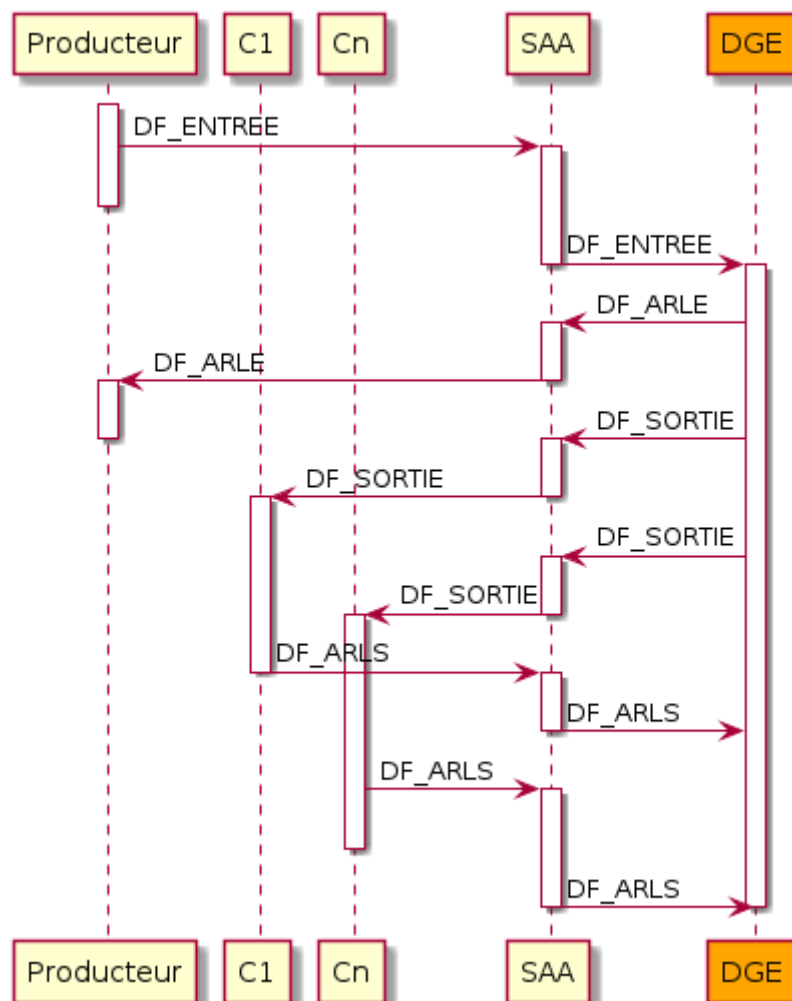 Producteur C1 Cn SAA DGE
DF_ENTREE
DF_ENTREE
DF_ARLE
DF_ARLE
DF_SORTIE
DF_SORTIE
DF_SORTIE
DF_SORTIE
DF_ARLS
DF_ARLS
DF_ARLS
DF_ARLS
Producteur C1 Cn SAA DGE